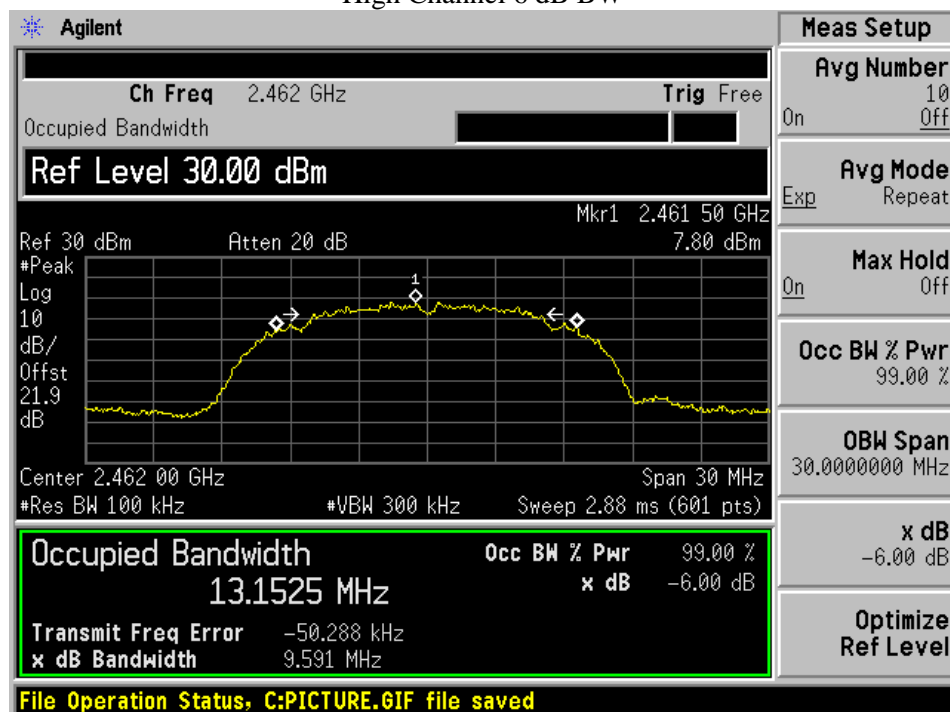 Agilent
Meas Setup
Ch Freq 2.462 GHz Trig Free
Occupied Bandwidth
Ref Level 30.00 dBm
Mkr1 2.461 50 GHz
Ref 30 dBm Atten 20 dB 7.80 dBm
#Peak
Log
10
dB/
Offst
21.9
dB
1
Center 2.462 00 GHz Span 30 MHz
#Res BW 100 kHz #VBW 300 kHz Sweep 2.88 ms (601 pts)
Occupied Bandwidth Occ BW % Pwr 99.00 %
13.1525 MHz x dB -6.00 dB
Transmit Freq Error -50.288 kHz
x dB Bandwidth 9.591 MHz
File Operation Status, C:PICTURE.GIF file saved
Avg Number
10
On Off
Avg Mode
Exp Repeat
Max Hold
On Off
Occ BW % Pwr
99.00 %
OBW Span
30.0000000 MHz
x dB
-6.00 dB
Optimize
Ref Level